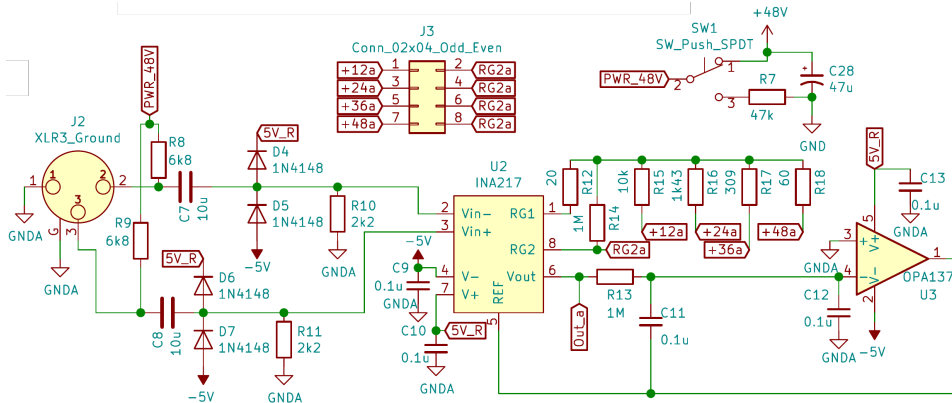 J3
Conn_02x04_Odd_Even
+12a 1 2 RG2a
+24a 3 4 RG2a
+36a 5 6 RG2a
+48a 7 8 RG2a
+48V
SW1
SW_Push_SPDT
PWR_48V 2 1
3 R7
47k
C28
47u
GND
PWR_48V
J2
XLR3_Ground
1 1 2 2
3
G 3
GNDA
GNDA
R8
6k8
R9
6k8
C7
10u
C8
10u
5V_R
D4
1N4148
D5
1N4148
-5V
R10
2k2
GNDA
5V_R
D6
1N4148
D7
1N4148
-5V
R11
2k2
GNDA
U2
INA217
2 Vin- RG1 1
3 Vin+ RG2 8
4 V- Vout 6
7 V+ REF
5
-5V
C9
0.1u
GNDA
C10
0.1u
5V_R
GNDA
20
R12
1M
R14
10k
R15
1k43
R16
309
R17
60
R18
RG2a
+12a
+24a
+36a
+48a
Out_a
R13
1M
C11
0.1u
5V_R
C13
0.1u
GNDA
GNDA
3 + V+ 5
4 - V- 2
1
OPA137
U3
C12
0.1u
GNDA
-5V